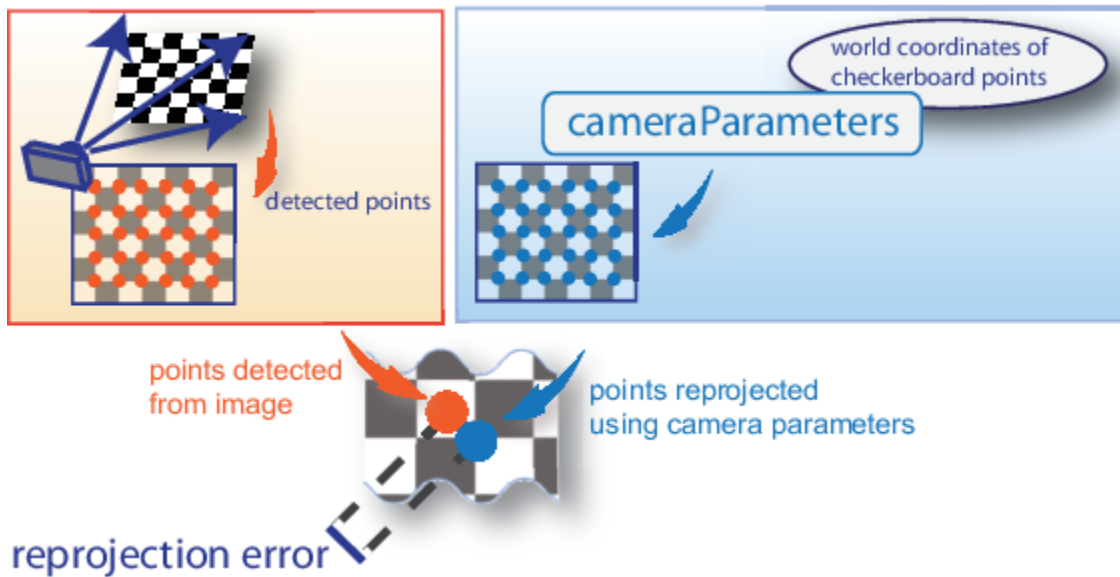 world coordinates of
checkerboard points
cameraParameters
detected points
points detected
from image
points reprojected
using camera parameters
reprojection error